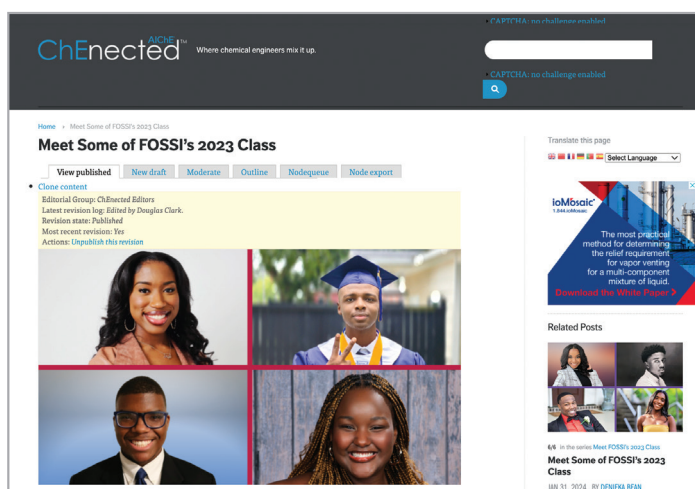 CAPTCHA: no challenge enabled
AIChE
ChEnected™
Where chemical engineers mix it up.
CAPTCHA: no challenge enabled
Home › Meet Some of FOSSI's 2023 Class
Meet Some of FOSSI's 2023 Class
View published New draft Moderate Outline Nodequeue Node export
Clone content
Editorial Group: ChEnected Editors
Latest revision log: Edited by Douglas Clark.
Revision state: Published
Most recent revision: Yes
Actions: Unpublish this revision
Translate this page
Select Language
ioMosaic®
1.844.ioMosaic
The most practical
method for determining
the relief requirement
for vapor venting
for a multi-component
mixture of liquid.
Download the White Paper >
Related Posts
6/6 in the series Meet FOSSI's 2023 Class
Meet Some of FOSSI's 2023
Class
JAN 31, 2024 BY DENIEKA BEAN